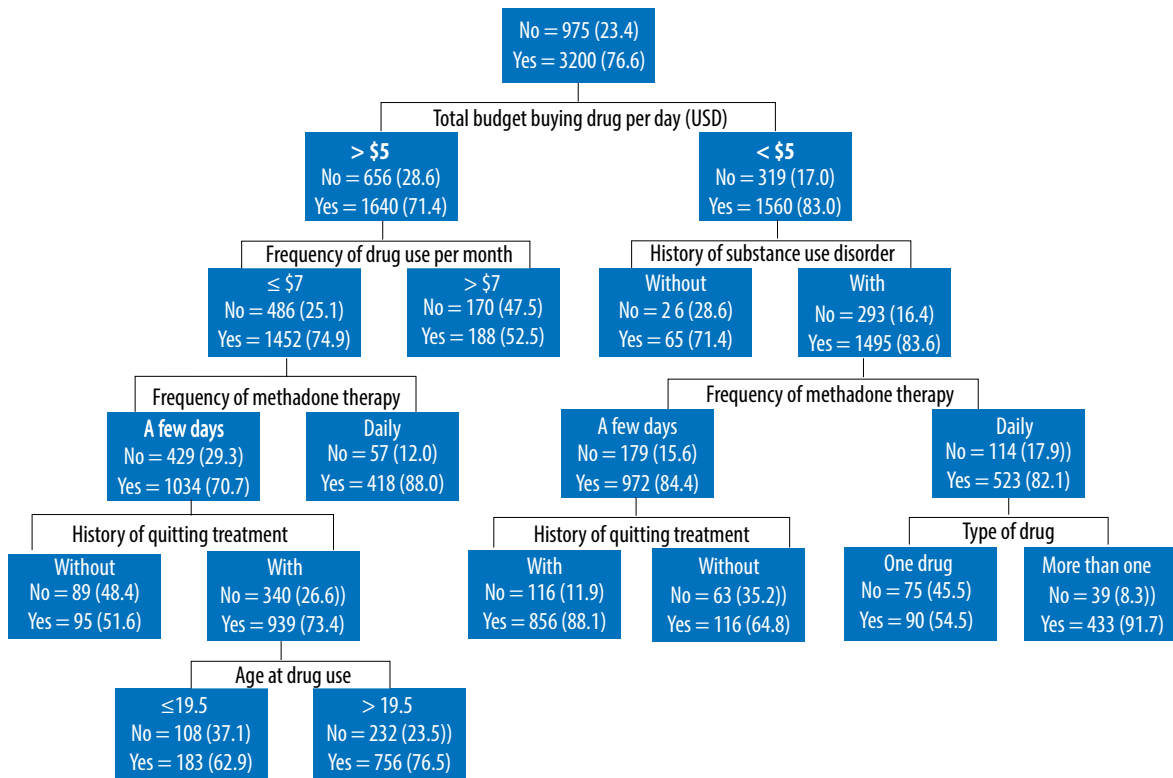 No = 975 (23.4)
Yes = 3200 (76.6)
Total budget buying drug per day (USD)
> $5
No = 656 (28.6)
Yes = 1640 (71.4)
< $5
No = 319 (17.0)
Yes = 1560 (83.0)
Frequency of drug use per month
≤ $7
No = 486 (25.1)
Yes = 1452 (74.9)
> $7
No = 170 (47.5)
Yes = 188 (52.5)
History of substance use disorder
Without
No = 2 6 (28.6)
Yes = 65 (71.4)
With
No = 293 (16.4)
Yes = 1495 (83.6)
Frequency of methadone therapy
A few days
No = 429 (29.3)
Yes = 1034 (70.7)
Daily
No = 57 (12.0)
Yes = 418 (88.0)
Frequency of methadone therapy
A few days
No = 179 (15.6)
Yes = 972 (84.4)
Daily
No = 114 (17.9))
Yes = 523 (82.1)
History of quitting treatment
Without
No = 89 (48.4)
Yes = 95 (51.6)
With
No = 340 (26.6))
Yes = 939 (73.4)
History of quitting treatment
With
No = 116 (11.9)
Yes = 856 (88.1)
Without
No = 63 (35.2))
Yes = 116 (64.8)
Type of drug
One drug
No = 75 (45.5)
Yes = 90 (54.5)
More than one
No = 39 (8.3))
Yes = 433 (91.7)
Age at drug use
≤19.5
No = 108 (37.1)
Yes = 183 (62.9)
> 19.5
No = 232 (23.5))
Yes = 756 (76.5)